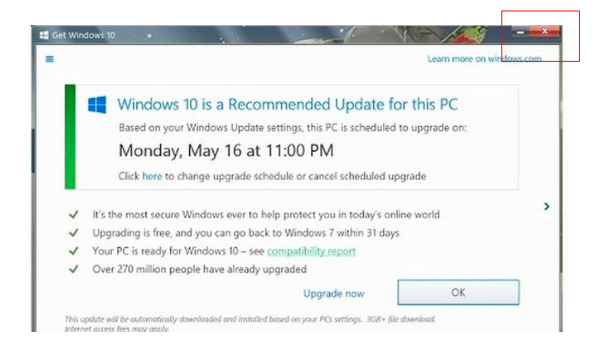 Get Windows 10
Learn more on windows.com
Windows 10 is a Recommended Update for this PC
Based on your Windows Update settings, this PC is scheduled to upgrade on:
Monday, May 16 at 11:00 PM
Click here to change upgrade schedule or cancel scheduled upgrade
It's the most secure Windows ever to help protect you in today's online world
Upgrading is free, and you can go back to Windows 7 within 31 days
Your PC is ready for Windows 10 – see compatibility report
Over 270 million people have already upgraded
Upgrade now
OK
This update will be automatically downloaded and installed based on your PCs settings. 3GB+ file download.
Internet access fees may apply.